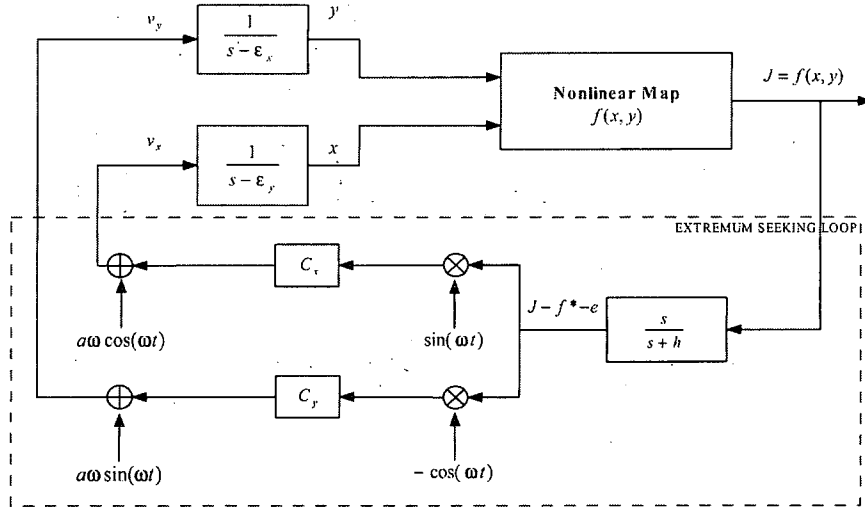 v_y
1
s − ε_x
y
Nonlinear Map
f(x, y)
J = f(x, y)
v_x
1
s − ε_y
x
EXTREMUM SEEKING LOOP
C_x
J − f* − e
s
s + h
aω cos(ωt)
sin(ωt)
C_y
aω sin(ωt)
− cos(ωt)